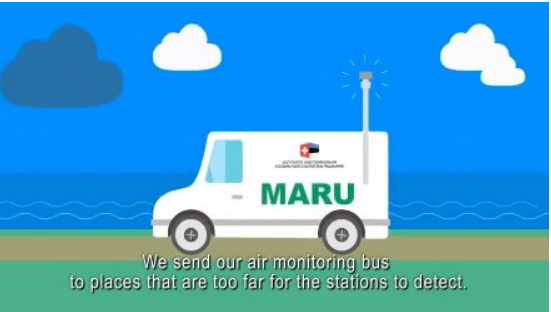 MARU
We send our air monitoring bus
to places that are too far for the stations to detect.